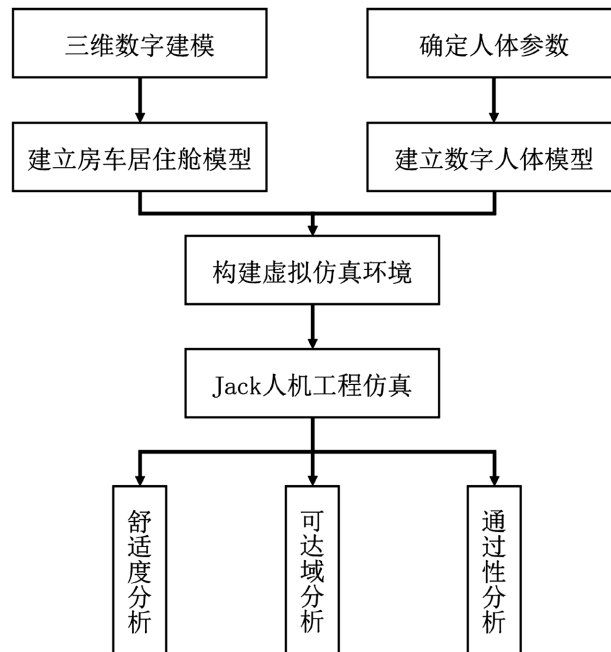 三维数字建模
确定人体参数
建立房车居住舱模型
建立数字人体模型
构建虚拟仿真环境
Jack人机工程仿真
舒适度分析
可达域分析
通过性分析